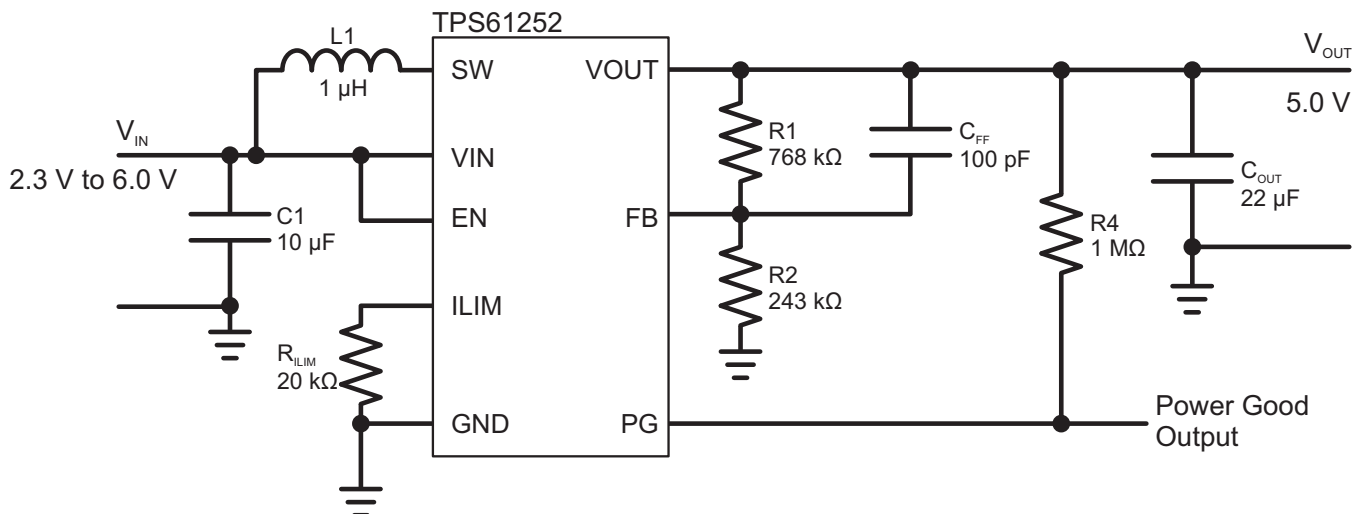 TPS61252
L1
1 µH
SW
VOUT
V_OUT
5.0 V
V_IN
2.3 V to 6.0 V
VIN
R1
768 kΩ
C_FF
100 pF
C1
10 µF
EN
FB
C_OUT
22 µF
R4
1 MΩ
R2
243 kΩ
ILIM
R_ILIM
20 kΩ
GND
PG
Power Good
Output